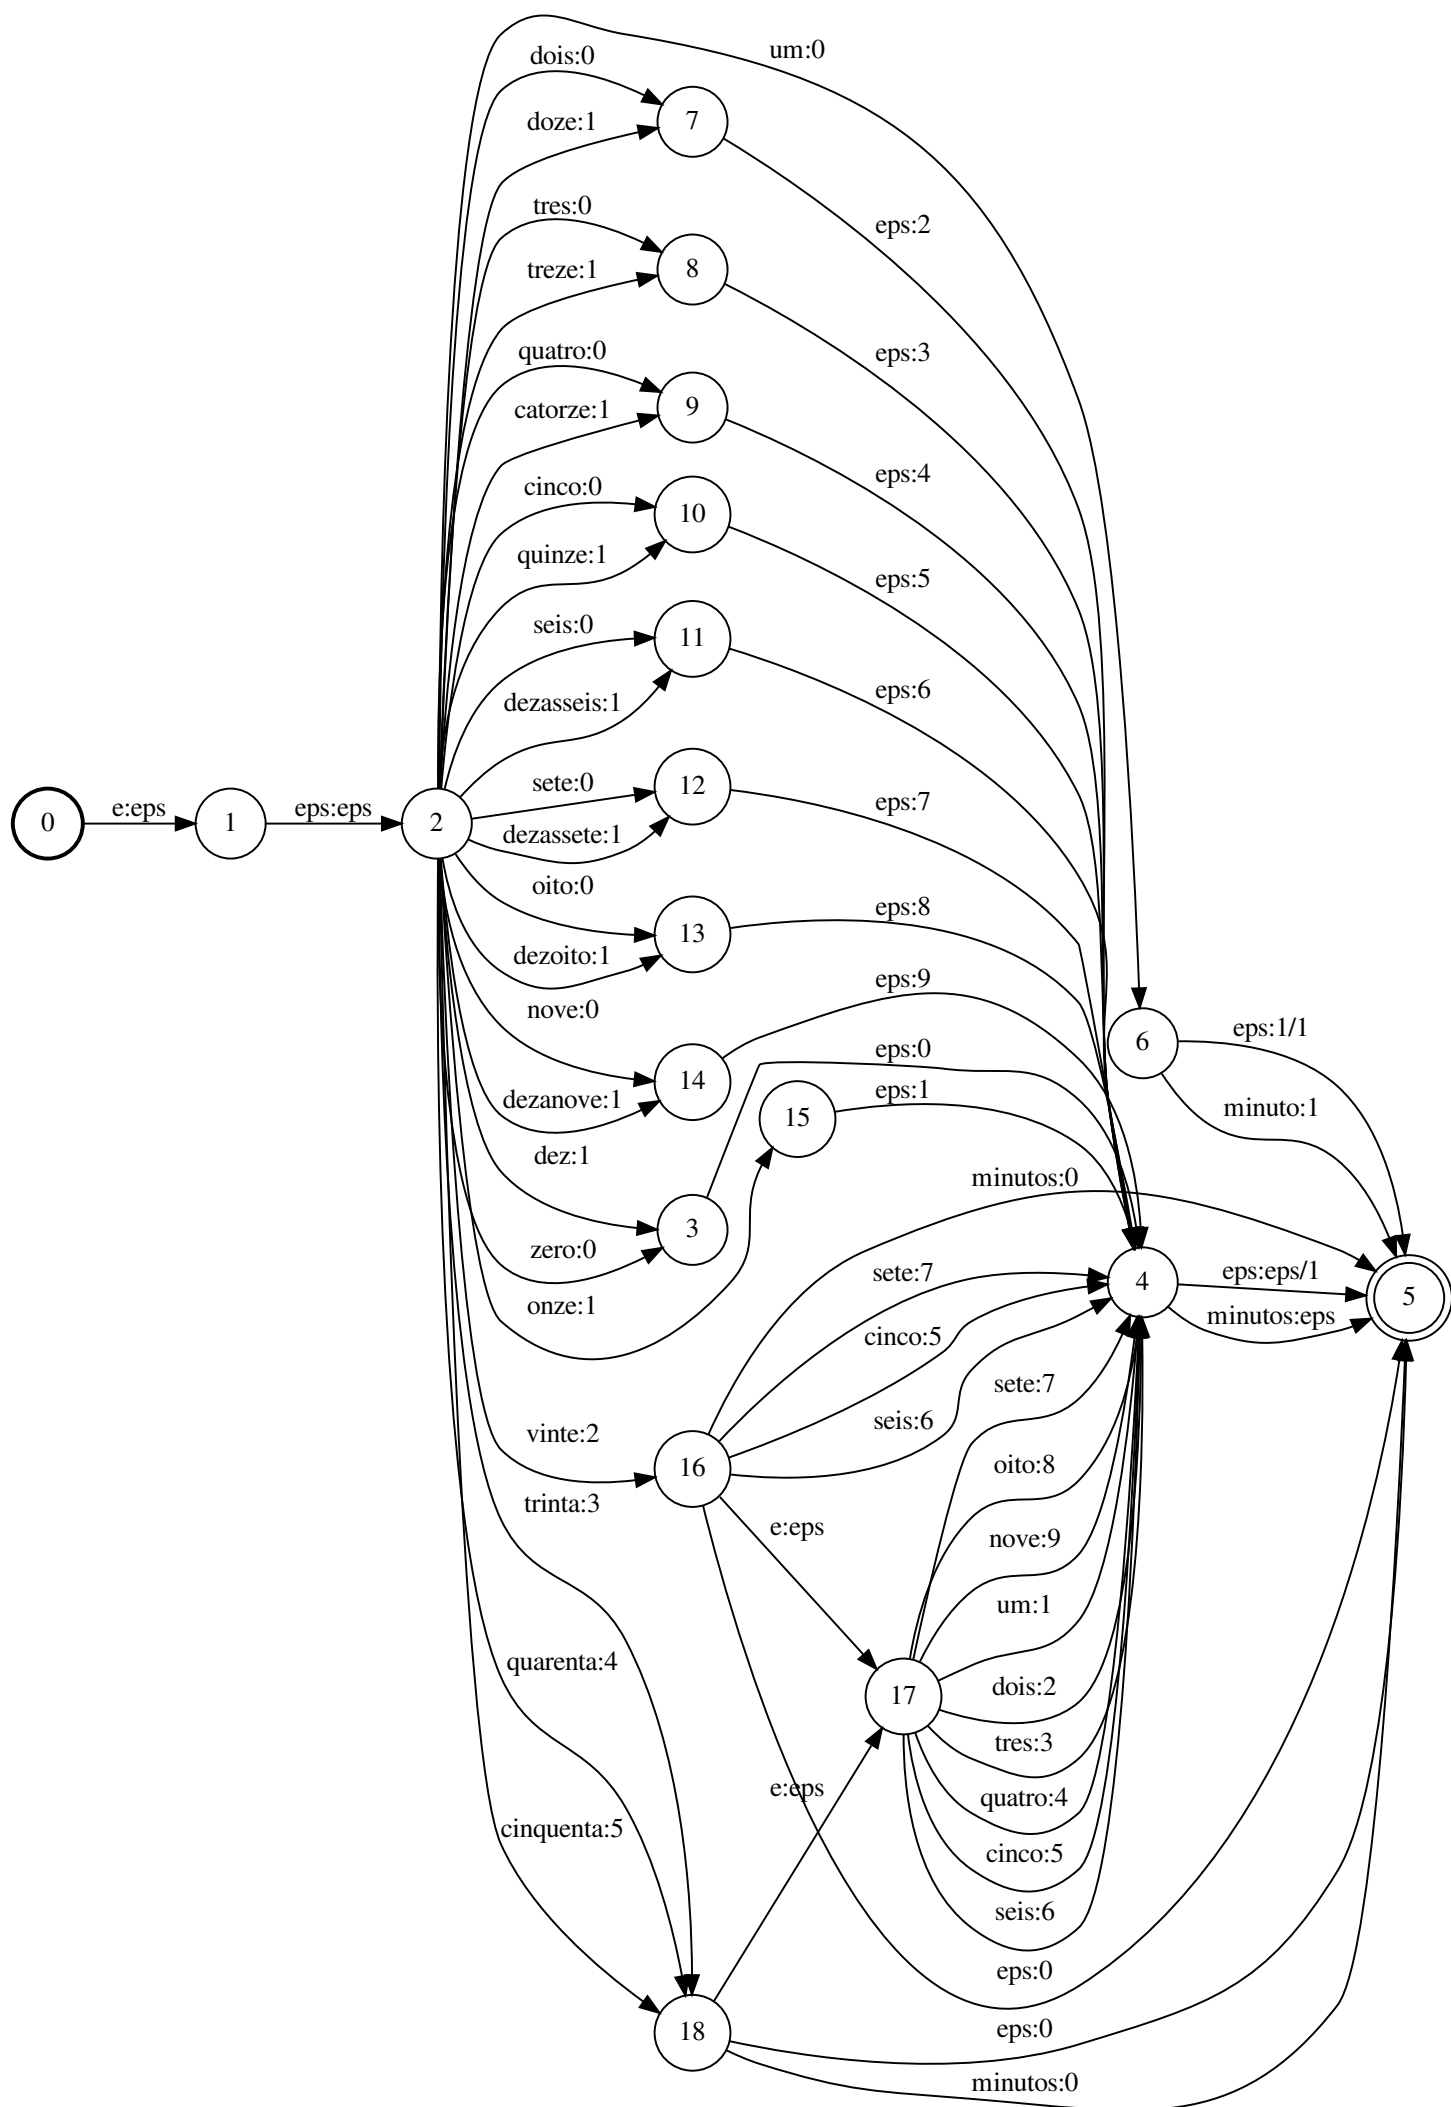 um:0
dois:0
7
doze:1
tres:0
eps:2
8
treze:1
quatro:0
eps:3
9
catorze:1
eps:4
cinco:0
10
quinze:1
eps:5
seis:0
11
eps:6
dezasseis:1
sete:0
12
eps:7
0
e:eps
1
eps:eps
2
dezassete:1
oito:0
eps:8
13
dezoito:1
eps:9
nove:0
6
eps:1/1
eps:0
14
dezanove:1
15
eps:1
minuto:1
dez:1
minutos:0
3
zero:0
sete:7
4
eps:eps/1
5
onze:1
cinco:5
minutos:eps
sete:7
seis:6
vinte:2
16
oito:8
trinta:3
e:eps
nove:9
um:1
quarenta:4
17
dois:2
tres:3
e:eps
quatro:4
cinquenta:5
cinco:5
seis:6
eps:0
18
eps:0
minutos:0